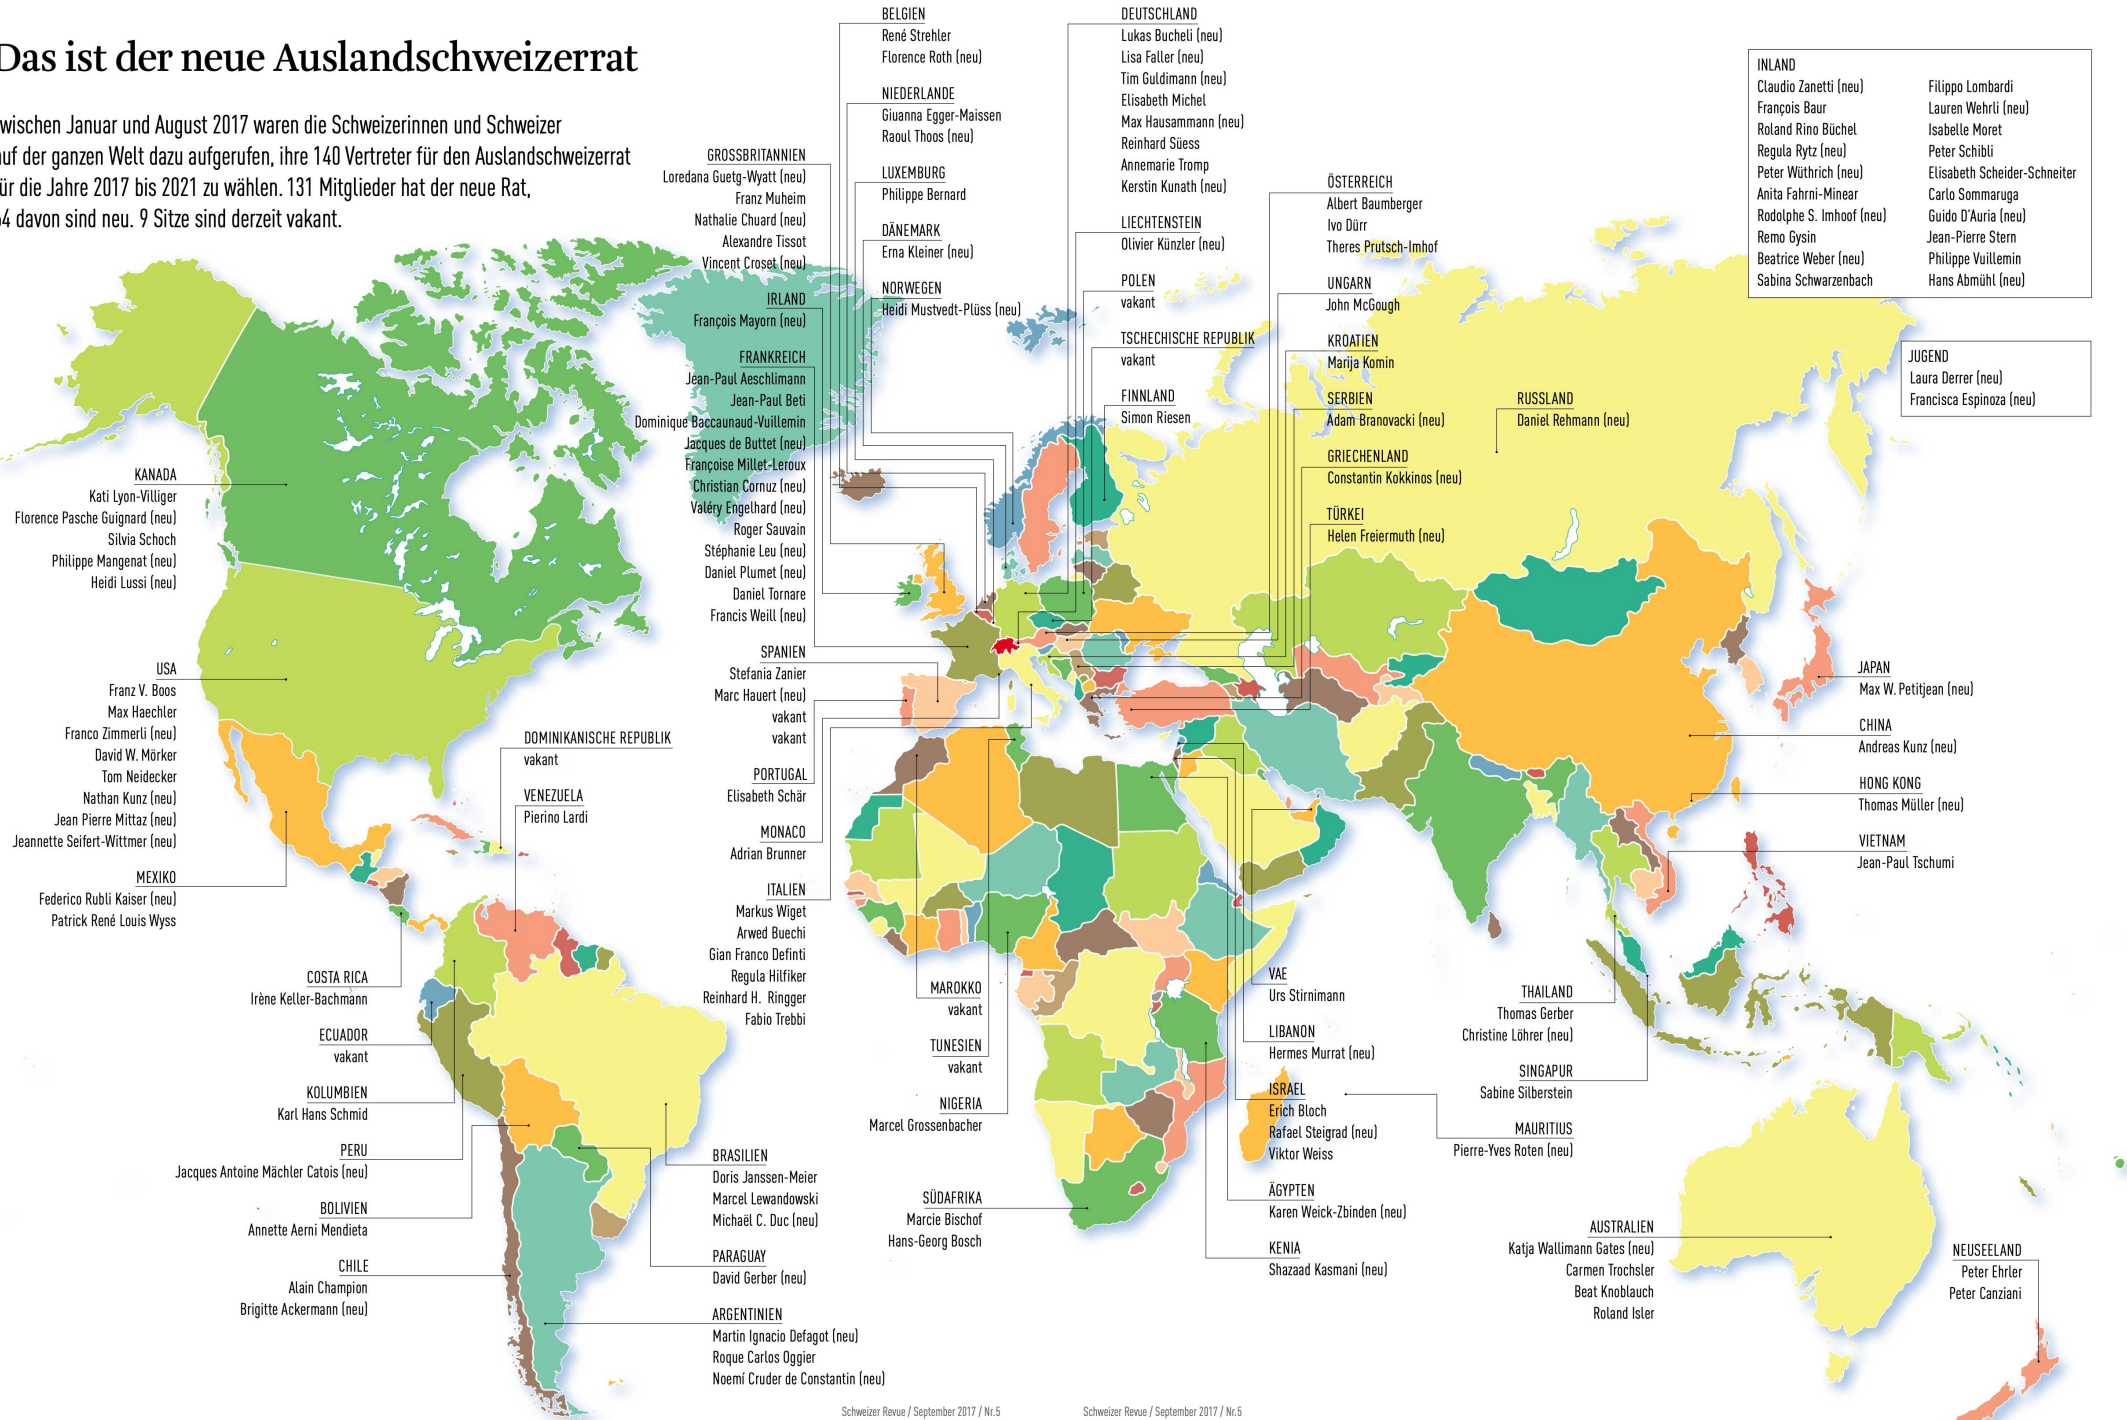 Das ist der neue Auslandschweizerrat
wischen Januar und August 2017 waren die Schweizerinnen und Schweizer
uf der ganzen Welt dazu aufgerufen, ihre 140 Vertreter für den Auslandschweizerrat
ür die Jahre 2017 bis 2021 zu wählen. 131 Mitglieder hat der neue Rat,
4 davon sind neu. 9 Sitze sind derzeit vakant.
KANADA
Kati Lyon-Villiger
Florence Pasche Guignard (neu)
Silvia Schoch
Philippe Mangenat (neu)
Heidi Lussi (neu)
USA
Franz V. Boos
Max Haechler
Franco Zimmerli (neu)
David W. Mörker
Tom Neidecker
Nathan Kunz (neu)
Jean Pierre Mittaz (neu)
Jeannette Seifert-Wittmer (neu)
MEXIKO
Federico Rubli Kaiser (neu)
Patrick René Louis Wyss
COSTA RICA
Irène Keller-Bachmann
ECUADOR
vakant
KOLUMBIEN
Karl Hans Schmid
PERU
Jacques Antoine Mächler Catois (neu)
BOLIVIEN
Annette Aerni Mendieta
CHILE
Alain Champion
Brigitte Ackermann (neu)
DOMINIKANISCHE REPUBLIK
vakant
VENEZUELA
Pierino Lardi
BRASILIEN
Doris Janssen-Meier
Marcel Lewandowski
Michaël C. Duc (neu)
PARAGUAY
David Gerber (neu)
ARGENTINIEN
Martin Ignacio Defagot (neu)
Roque Carlos Oggier
Noemí Cruder de Constantin (neu)
GROSSBRITANNIEN
Loredana Guetg-Wyatt (neu)
Franz Muheim
Nathalie Chuard (neu)
Alexandre Tissot
Vincent Croset (neu)
IRLAND
François Mayorn (neu)
FRANKREICH
Jean-Paul Aeschlimann
Jean-Paul Beti
Dominique Baccaunaud-Vuillemin
Jacques de Buttet (neu)
Françoise Millet-Leroux
Christian Cornuz (neu)
Valéry Engelhard (neu)
Roger Sauvain
Stéphanie Leu (neu)
Daniel Plumet (neu)
Daniel Tornare
Francis Weill (neu)
SPANIEN
Stefania Zanier
Marc Hauert (neu)
vakant
vakant
PORTUGAL
Elisabeth Schär
MONACO
Adrian Brunner
ITALIEN
Markus Wiget
Arwed Buechi
Gian Franco Definti
Regula Hilfiker
Reinhard H. Ringger
Fabio Trebbi
BELGIEN
René Strehler
Florence Roth (neu)
NIEDERLANDE
Giuanna Egger-Maissen
Raoul Thoos (neu)
LUXEMBURG
Philippe Bernard
DÄNEMARK
Erna Kleiner (neu)
NORWEGEN
Heidi Mustvedt-Plüss (neu)
DEUTSCHLAND
Lukas Bucheli (neu)
Lisa Faller (neu)
Tim Guldimann (neu)
Elisabeth Michel
Max Hausammann (neu)
Reinhard Süess
Annemarie Tromp
Kerstin Kunath (neu)
LIECHTENSTEIN
Olivier Künzler (neu)
POLEN
vakant
TSCHECHISCHE REPUBLIK
vakant
FINNLAND
Simon Riesen
ÖSTERREICH
Albert Baumberger
Ivo Dürr
Theres Prutsch-Imhof
UNGARN
John McGough
KROATIEN
Marija Komin
SERBIEN
Adam Branovacki (neu)
GRIECHENLAND
Constantin Kokkinos (neu)
TÜRKEI
Helen Freiermuth (neu)
RUSSLAND
Daniel Rehmann (neu)
INLAND
Claudio Zanetti (neu)
François Baur
Roland Rino Büchel
Regula Rytz (neu)
Peter Wüthrich (neu)
Anita Fahrni-Minear
Rodolphe S. Imhoof (neu)
Remo Gysin
Beatrice Weber (neu)
Sabina Schwarzenbach
Filippo Lombardi
Lauren Wehrli (neu)
Isabelle Moret
Peter Schibli
Elisabeth Scheider-Schneiter
Carlo Sommaruga
Guido D'Auria (neu)
Jean-Pierre Stern
Philippe Vuillemin
Hans Abmühl (neu)
JUGEND
Laura Derrer (neu)
Francisca Espinoza (neu)
JAPAN
Max W. Petitjean (neu)
CHINA
Andreas Kunz (neu)
HONG KONG
Thomas Müller (neu)
VIETNAM
Jean-Paul Tschumi
MAROKKO
vakant
TUNESIEN
vakant
NIGERIA
Marcel Grossenbacher
SÜDAFRIKA
Marcie Bischof
Hans-Georg Bosch
VAE
Urs Stirnimann
LIBANON
Hermes Murrat (neu)
ISRAEL
Erich Bloch
Rafael Steigrad (neu)
Viktor Weiss
ÄGYPTEN
Karen Weick-Zbinden (neu)
KENIA
Shazaad Kasmani (neu)
THAILAND
Thomas Gerber
Christine Löhrer (neu)
SINGAPUR
Sabine Silberstein
MAURITIUS
Pierre-Yves Roten (neu)
AUSTRALIEN
Katja Wallimann Gates (neu)
Carmen Trochsler
Beat Knoblauch
Roland Isler
NEUSEELAND
Peter Ehrler
Peter Canziani
Schweizer Revue / September 2017 / Nr.5
Schweizer Revue / September 2017 / Nr.5